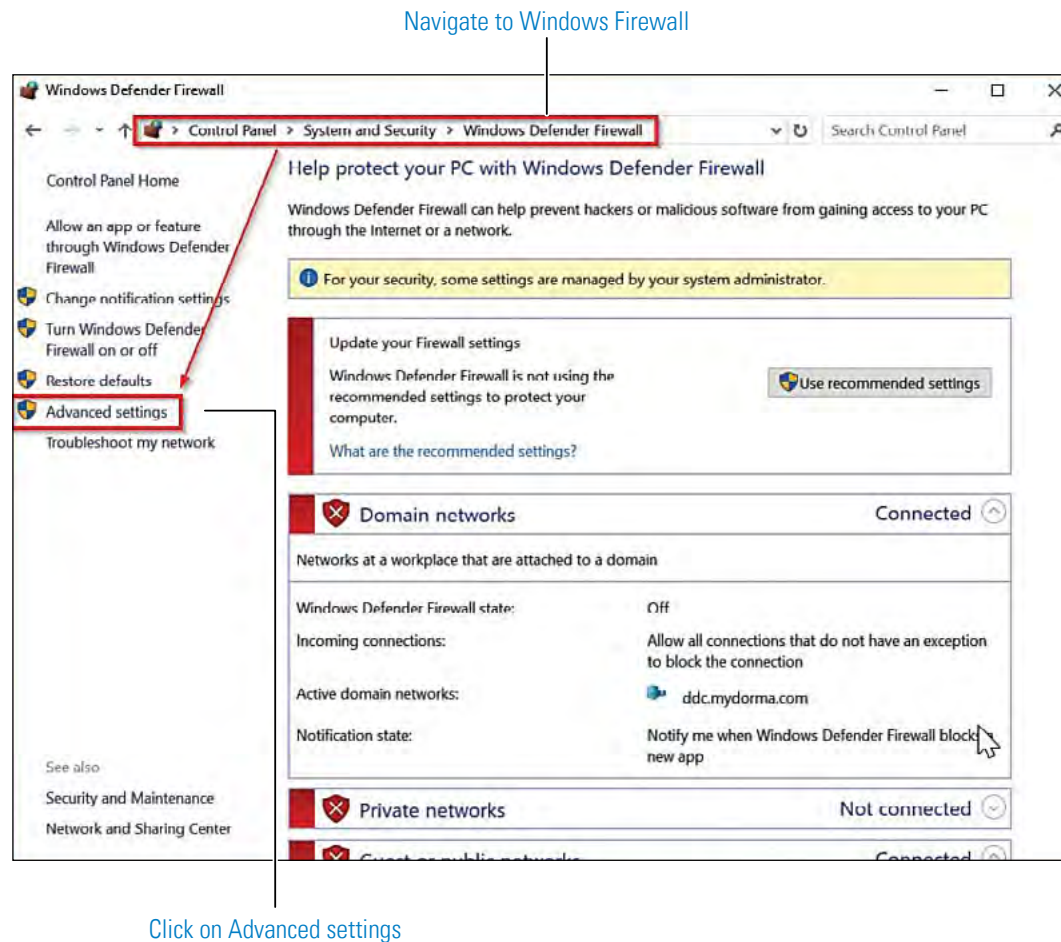 Navigate to Windows Firewall
Windows Defender Firewall
Control Panel > System and Security > Windows Defender Firewall
Search Control Panel
Control Panel Home
Allow an app or feature
through Windows Defender
Firewall
Change notification settings
Turn Windows Defender
Firewall on or off
Restore defaults
Advanced settings
Troubleshoot my network
See also
Security and Maintenance
Network and Sharing Center
Help protect your PC with Windows Defender Firewall
Windows Defender Firewall can help prevent hackers or malicious software from gaining access to your PC
through the Internet or a network.
For your security, some settings are managed by your system administrator.
Update your Firewall settings
Windows Defender Firewall is not using the
recommended settings to protect your
computer.
Use recommended settings
What are the recommended settings?
Domain networks Connected
Networks at a workplace that are attached to a domain
Windows Defender Firewall state: Off
Incoming connections: Allow all connections that do not have an exception
to block the connection
Active domain networks: ddc.mydorma.com
Notification state: Notify me when Windows Defender Firewall blocks a
new app
Private networks Not connected
Guest or public networks Connected
Click on Advanced settings